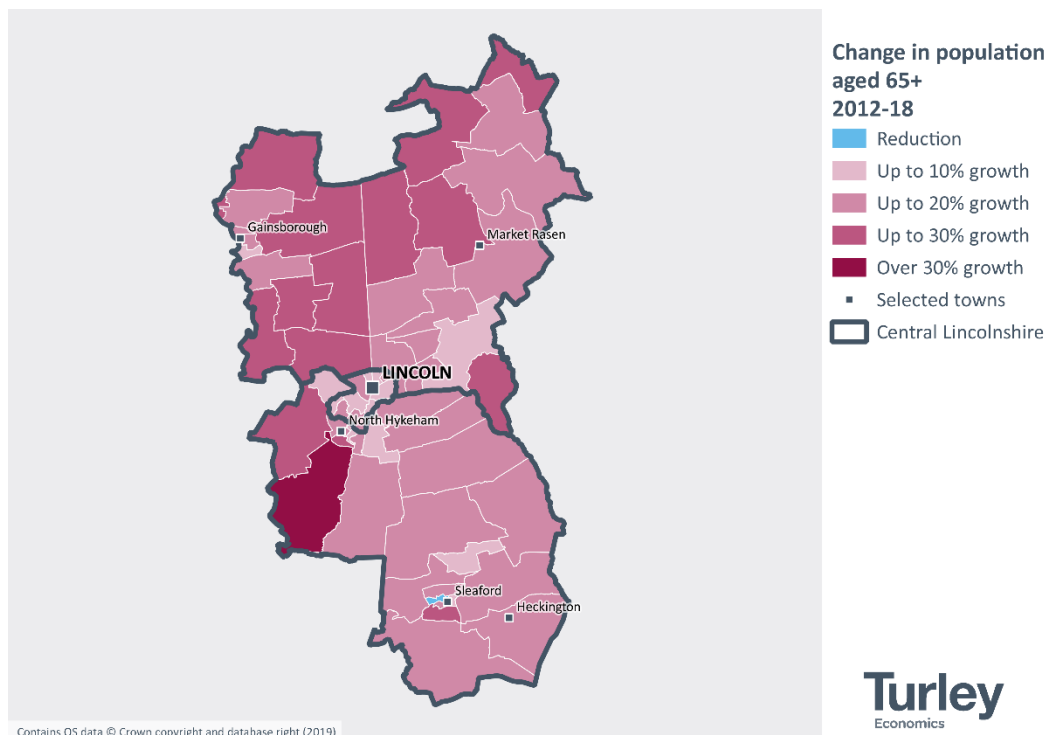 Change in population
aged 65+
2012-18
Reduction
Up to 10% growth
Up to 20% growth
Up to 30% growth
Over 30% growth
Selected towns
Central Lincolnshire
Gainsborough
Market Rasen
LINCOLN
North Hykeham
Sleaford
Heckington
Turley
Economics
Contains OS data © Crown copyright and database right (2019)